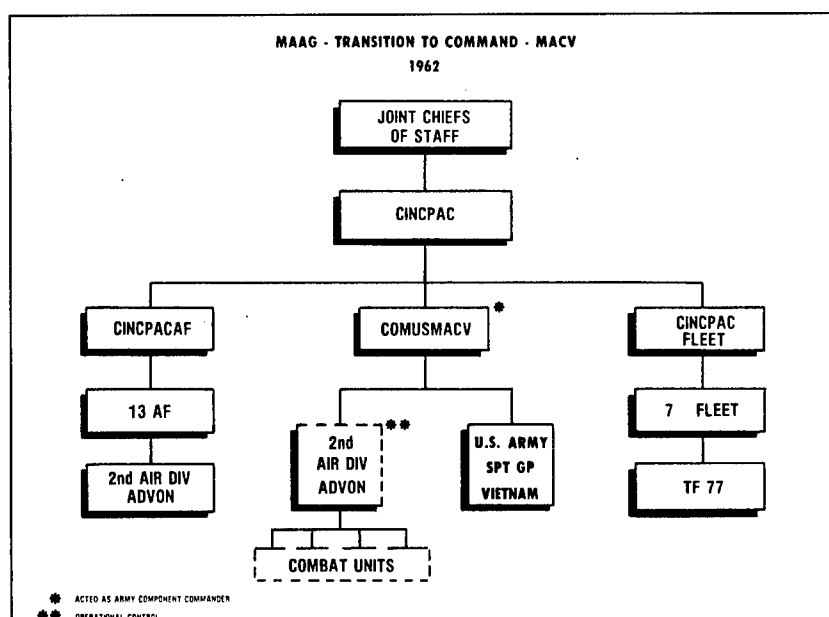 MAAG - TRANSITION TO COMMAND - MACV
1962
JOINT CHIEFS
OF STAFF
CINCPAC
CINCPACAF
COMUSMACV *
CINCPAC
FLEET
13 AF
7 FLEET
2nd
AIR DIV
ADVON
**
U.S. ARMY
SPT GP
VIETNAM
2nd AIR DIV
ADVON
TF 77
COMBAT UNITS
* ACTED AS ARMY COMPONENT COMMANDER
** OPERATIONAL CONTROL